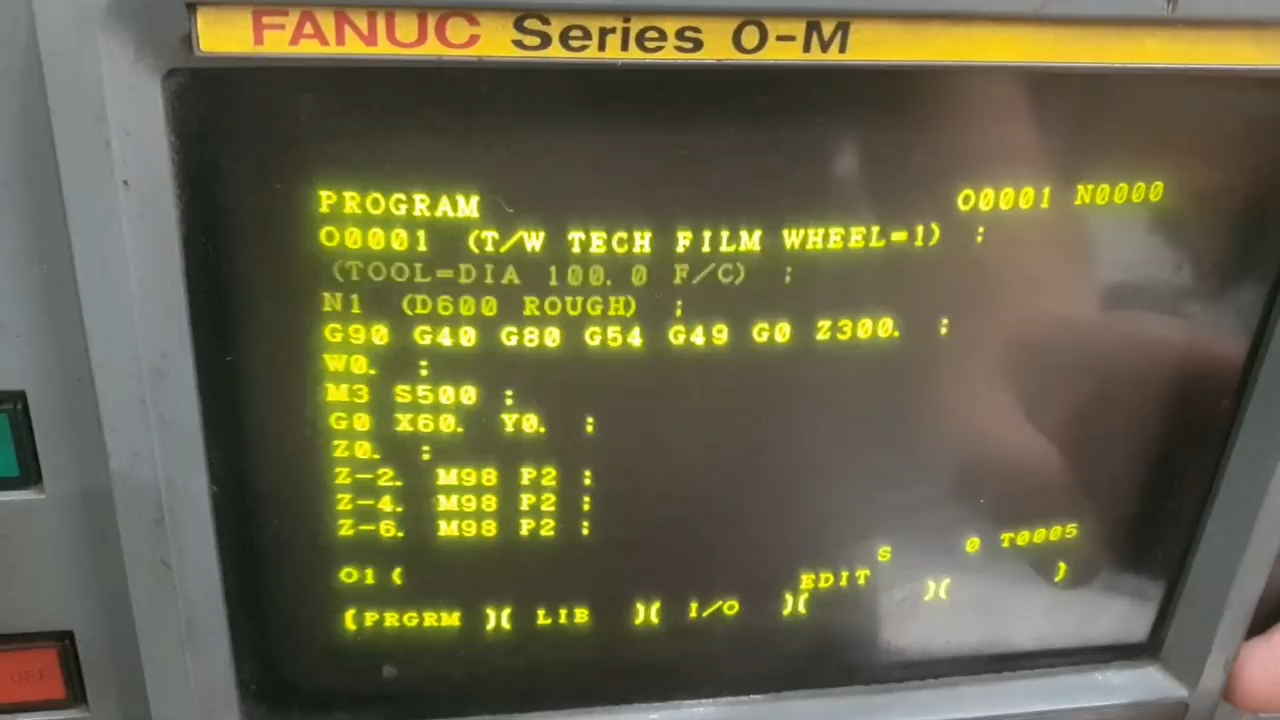 FANUC Series O-M
PROGRAM O0001 N0000
O0001 (T/W TECH FILM WHEEL=1) ;
(TOOL=DIA 100.0 F/C) ;
N1 (D600 ROUGH) ;
G90 G40 G80 G54 G49 G0 Z300. ;
W0. ;
M3 S500 ;
G0 X60. Y0. ;
Z0. ;
Z-2. M98 P2 ;
Z-4. M98 P2 ;
Z-6. M98 P2 ;
S 0 T0005
O1 ( EDIT
[PRGRM ][ LIB ][ I/O ][ ][ ]
OFF